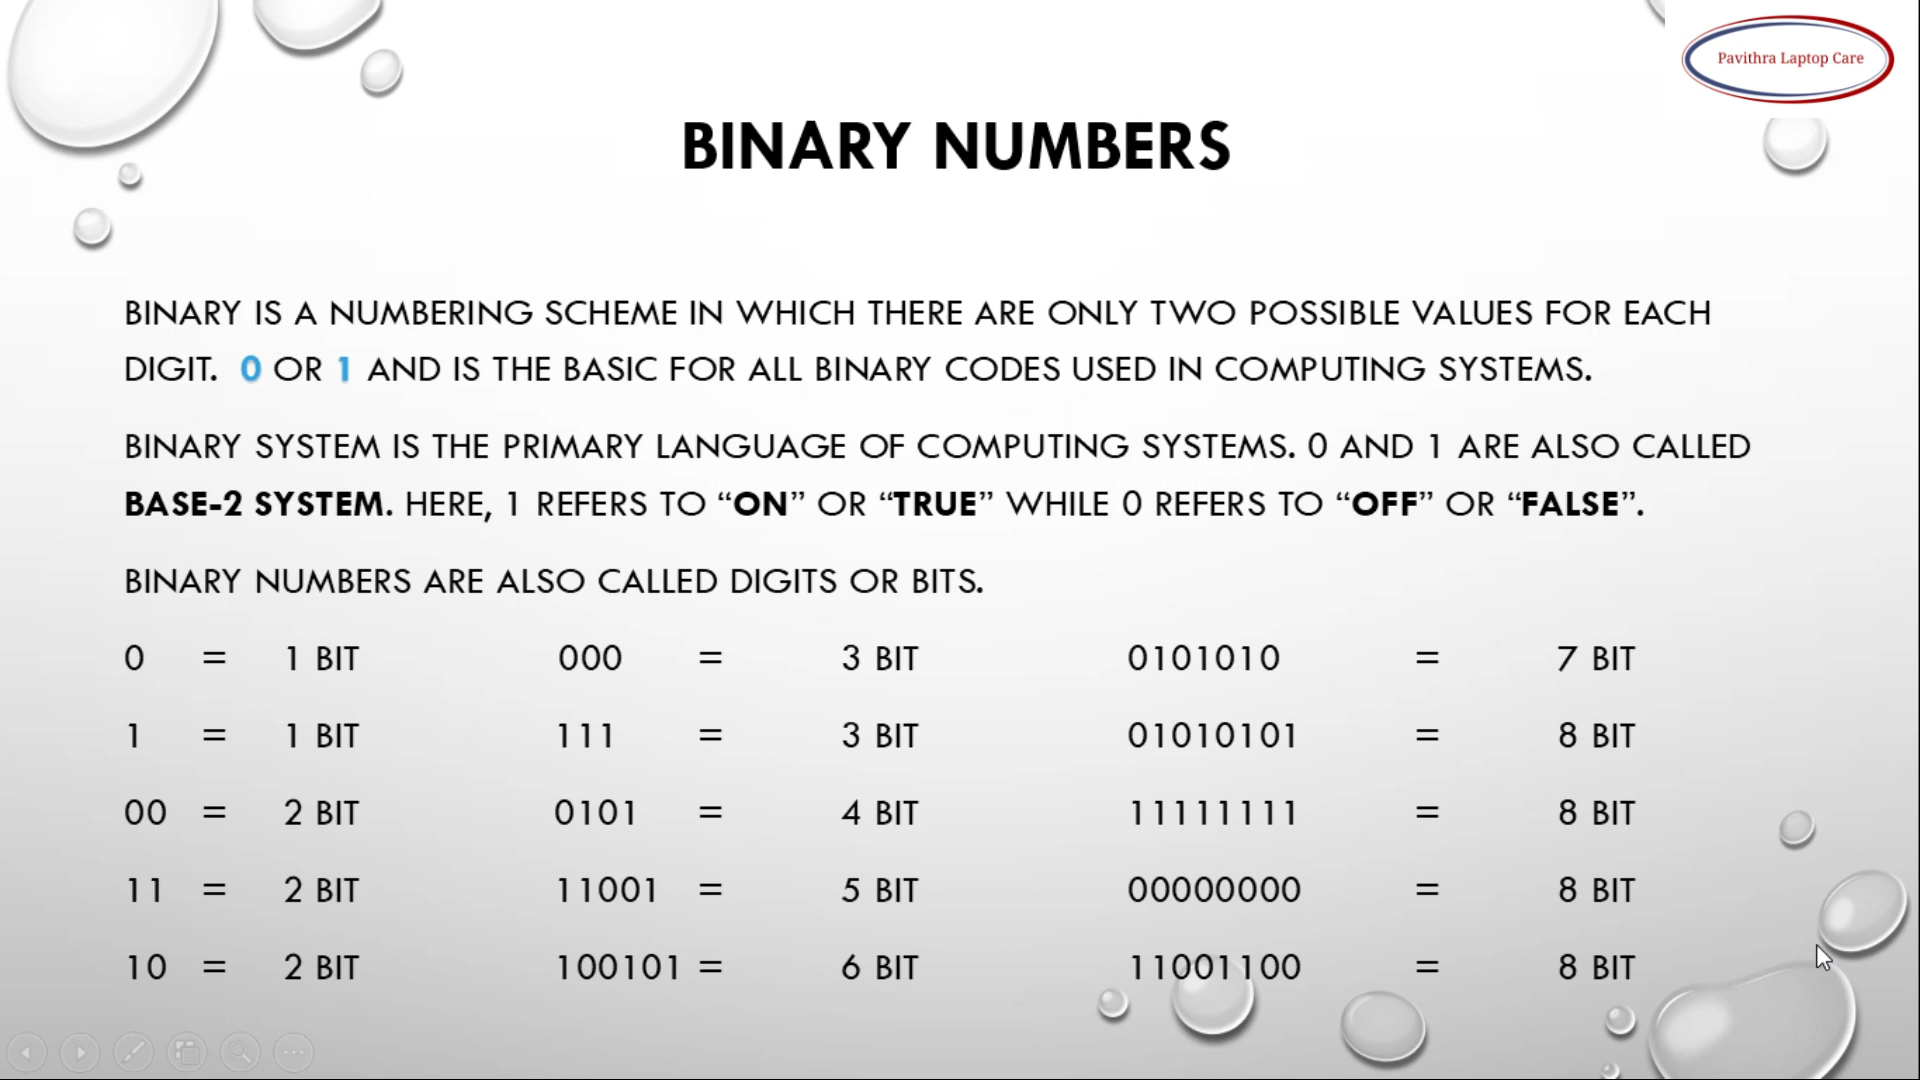 Pavithra Laptop Care
BINARY NUMBERS
BINARY IS A NUMBERING SCHEME IN WHICH THERE ARE ONLY TWO POSSIBLE VALUES FOR EACH
DIGIT. 0 OR 1 AND IS THE BASIC FOR ALL BINARY CODES USED IN COMPUTING SYSTEMS.
BINARY SYSTEM IS THE PRIMARY LANGUAGE OF COMPUTING SYSTEMS. 0 AND 1 ARE ALSO CALLED
BASE-2 SYSTEM. HERE, 1 REFERS TO “ON” OR “TRUE” WHILE 0 REFERS TO “OFF” OR “FALSE”.
BINARY NUMBERS ARE ALSO CALLED DIGITS OR BITS.
0 = 1 BIT 000 = 3 BIT 0101010 = 7 BIT
1 = 1 BIT 111 = 3 BIT 01010101 = 8 BIT
00 = 2 BIT 0101 = 4 BIT 11111111 = 8 BIT
11 = 2 BIT 11001 = 5 BIT 00000000 = 8 BIT
10 = 2 BIT 100101 = 6 BIT 11001100 = 8 BIT